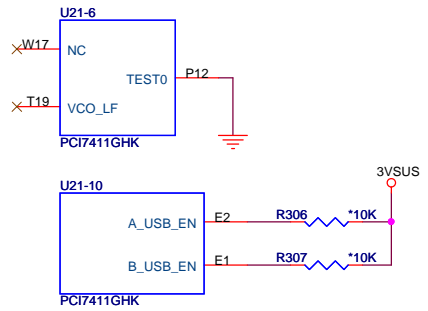 U21-6
W17 NC
TEST0 P12
T19 VCO_LF
PCI7411GHK
3VSUS
U21-10
A_USB_EN E2 R306 *10K
B_USB_EN E1 R307 *10K
PCI7411GHK